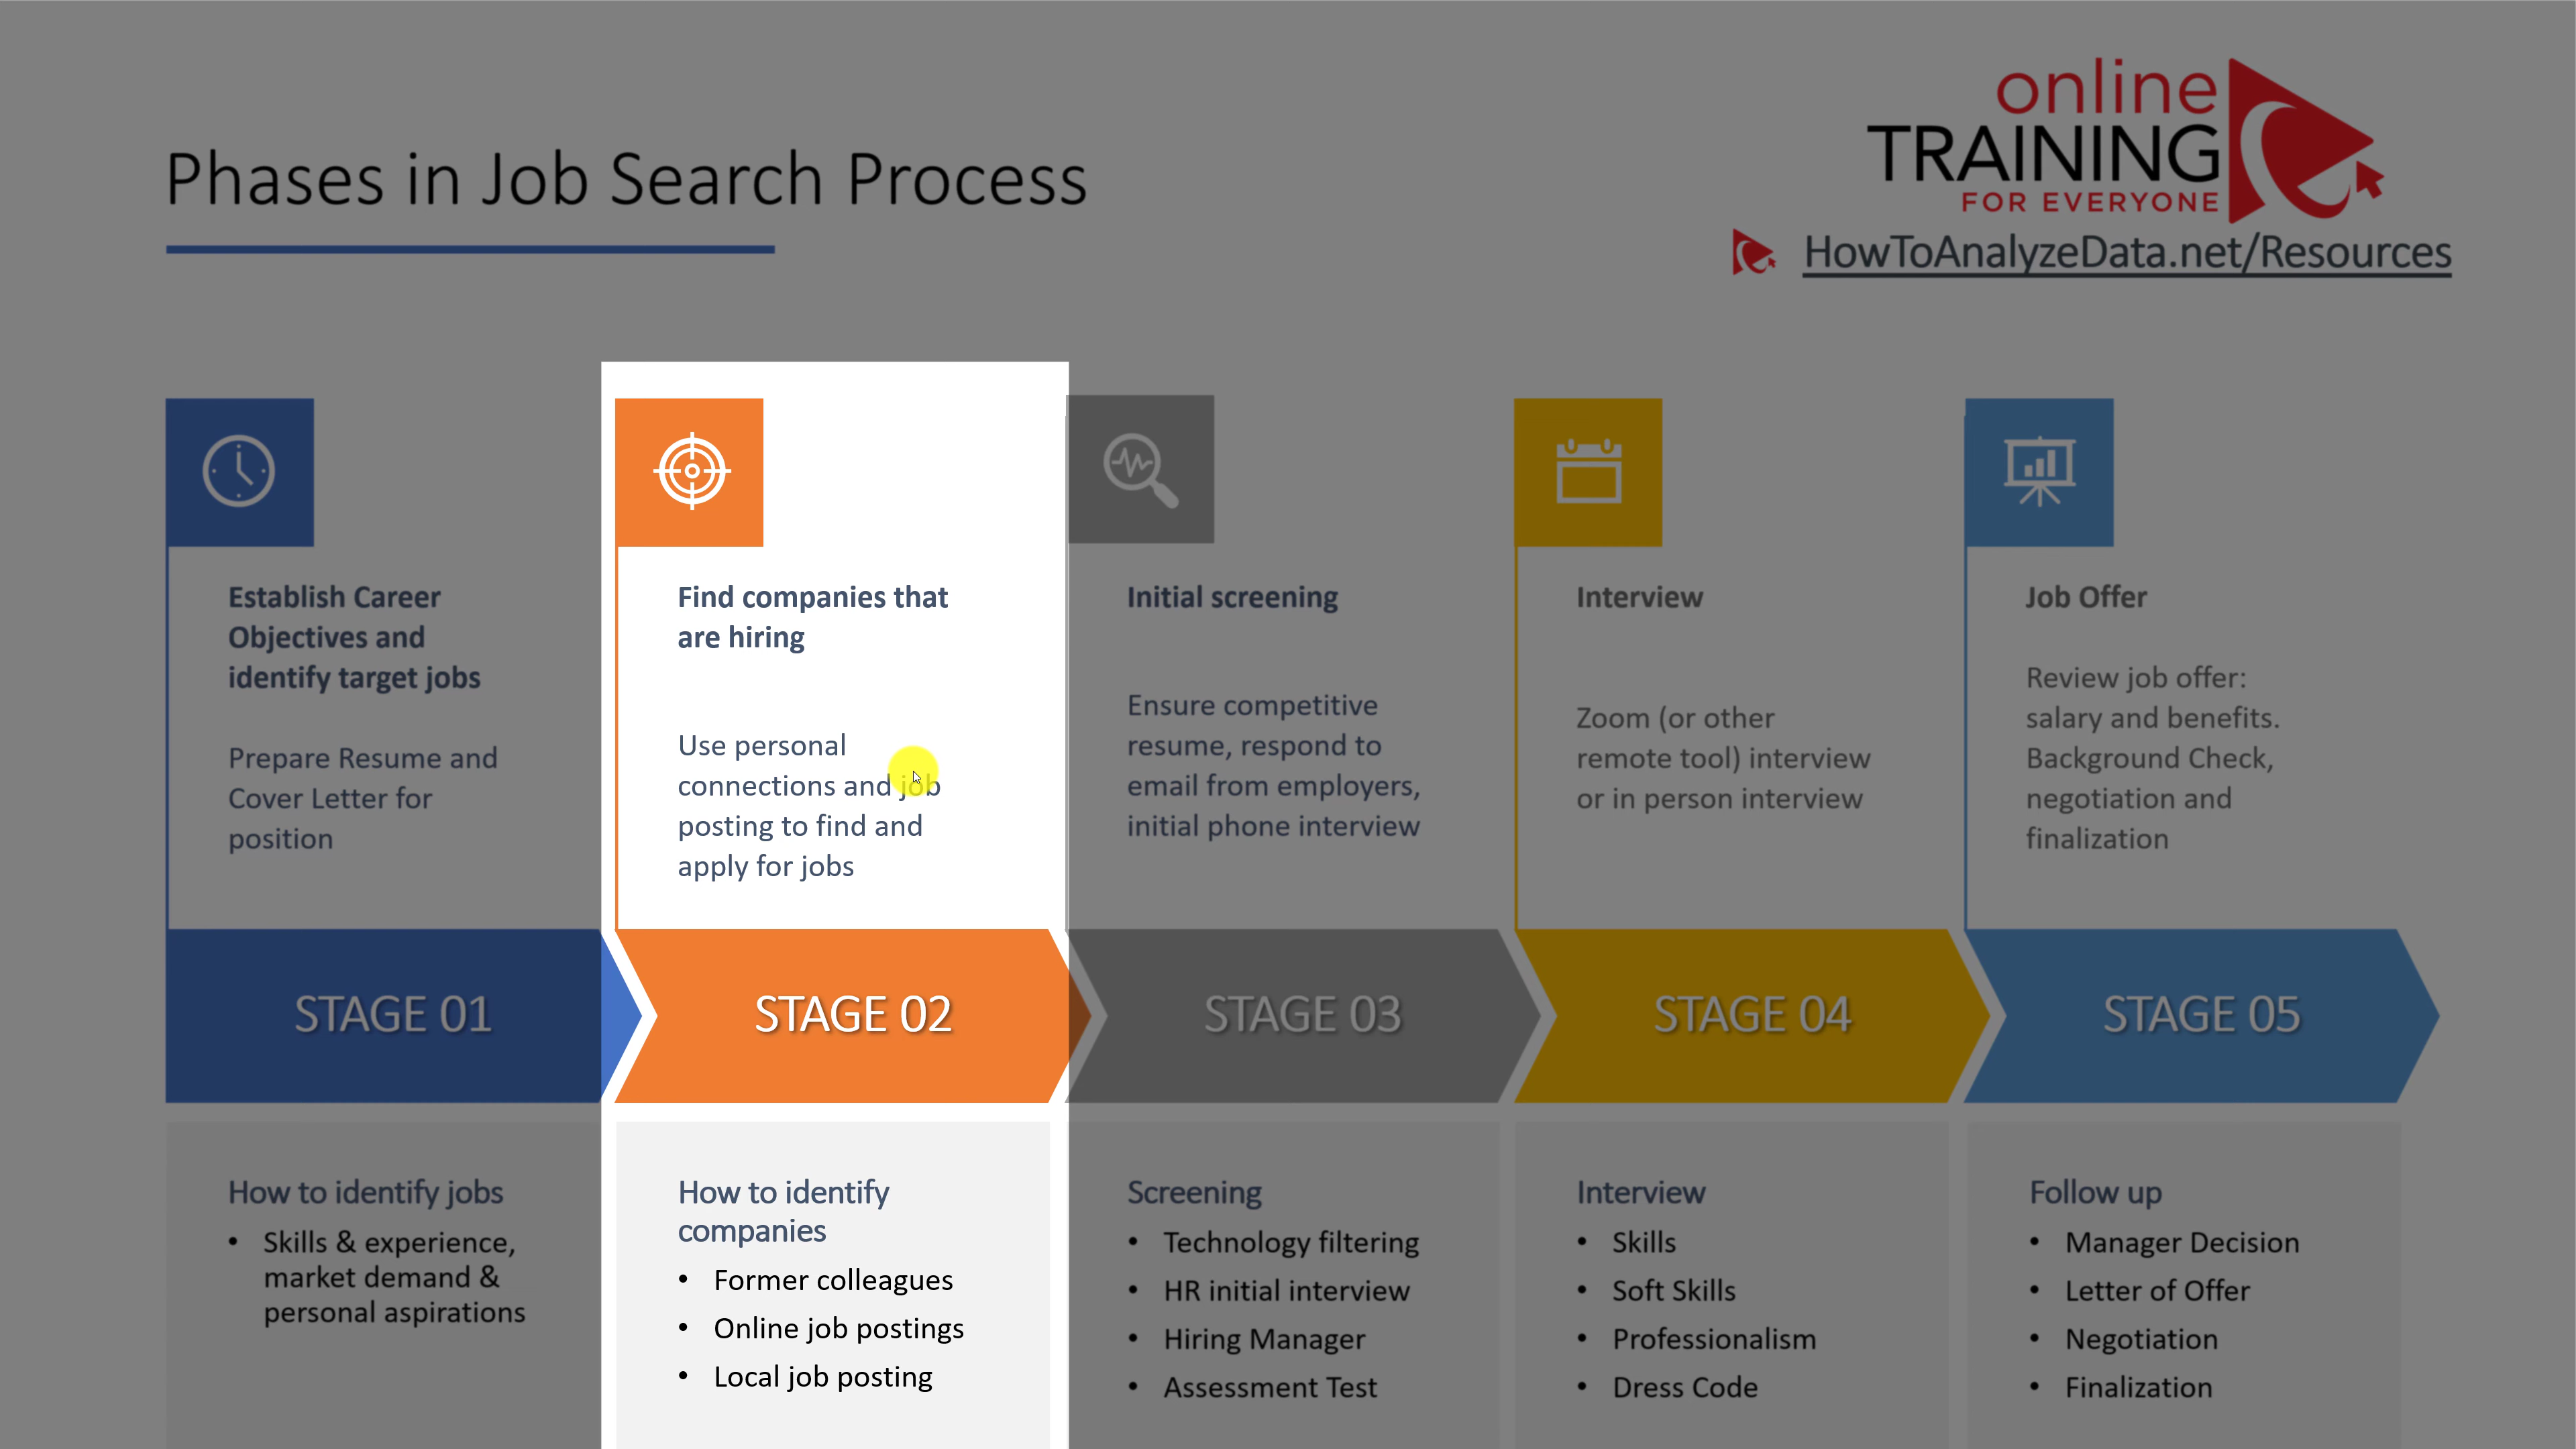 online
TRAINING
FOR EVERYONE
Phases in Job Search Process
HowToAnalyzeData.net/Resources
Establish Career
Objectives and
identify target jobs
Prepare Resume and
Cover Letter for
position
STAGE 01
How to identify jobs
• Skills & experience,
market demand &
personal aspirations
Find companies that
are hiring
Use personal
connections and job
posting to find and
apply for jobs
STAGE 02
How to identify
companies
• Former colleagues
• Online job postings
• Local job posting
Initial screening
Ensure competitive
resume, respond to
email from employers,
initial phone interview
STAGE 03
Screening
• Technology filtering
• HR initial interview
• Hiring Manager
• Assessment Test
Interview
Zoom (or other
remote tool) interview
or in person interview
STAGE 04
Interview
• Skills
• Soft Skills
• Professionalism
• Dress Code
Job Offer
Review job offer:
salary and benefits.
Background Check,
negotiation and
finalization
STAGE 05
Follow up
• Manager Decision
• Letter of Offer
• Negotiation
• Finalization